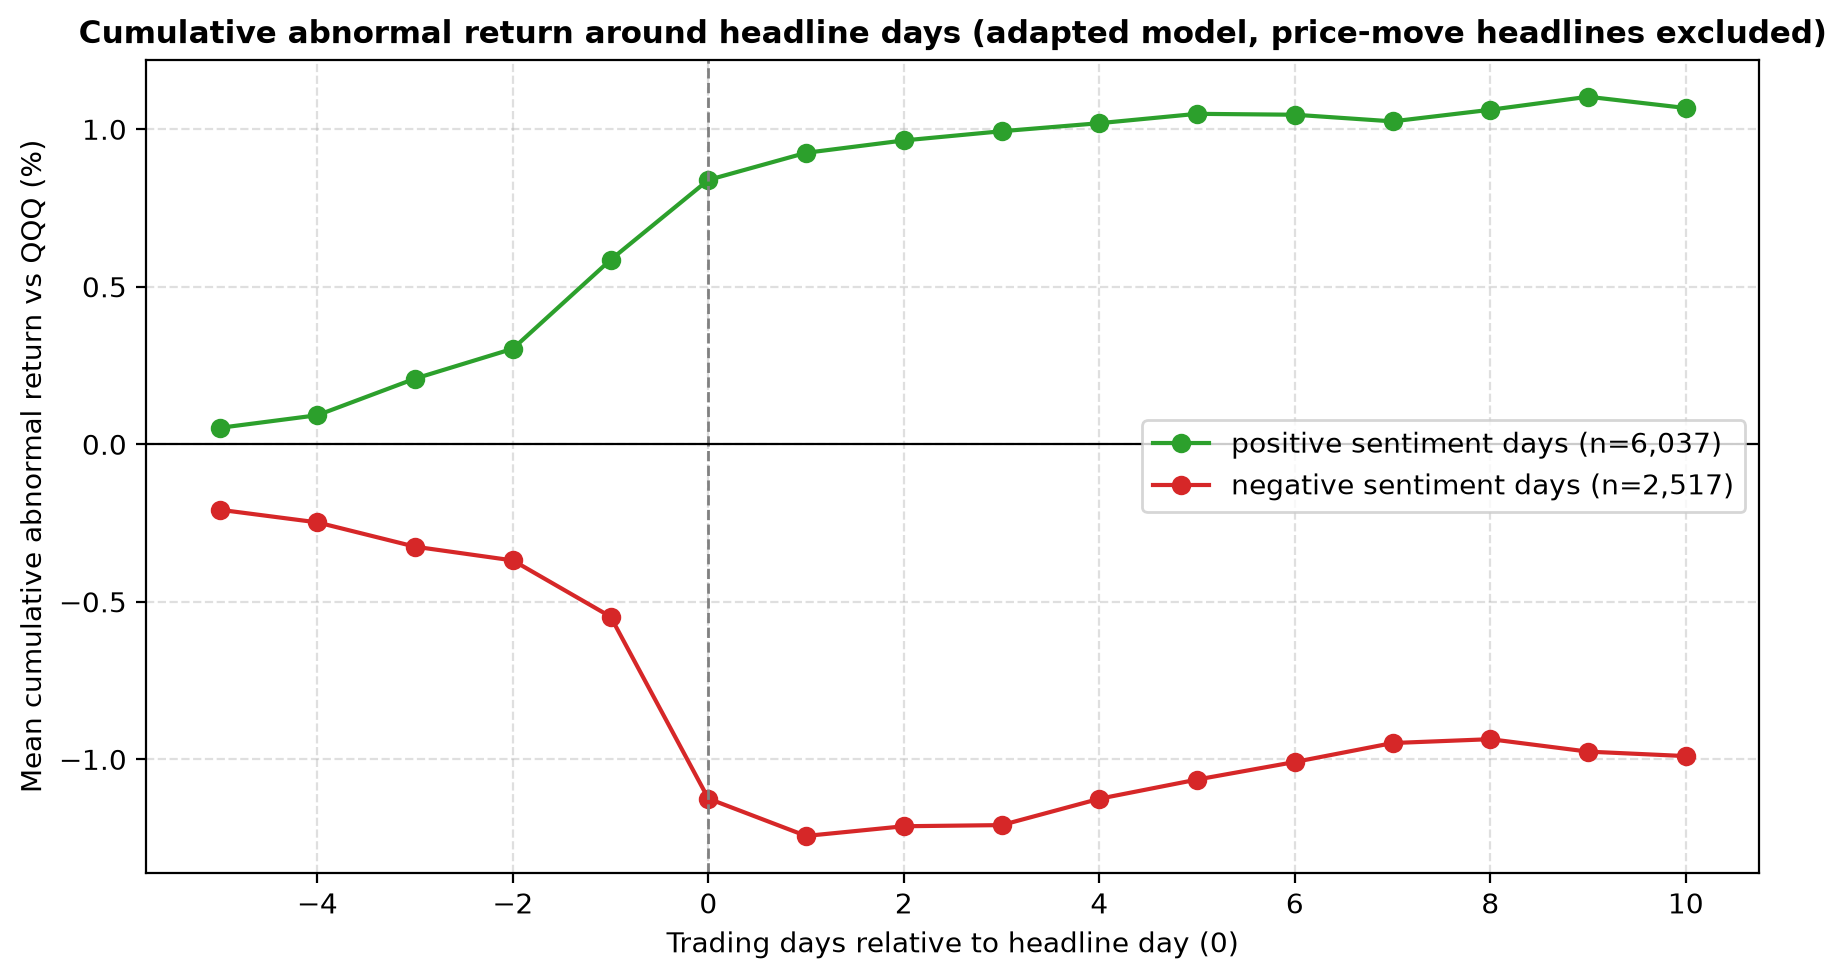 Cumulative abnormal return around headline days (adapted model, price-move headlines excluded)
Mean cumulative abnormal return vs QQQ (%)
1.0
0.5
0.0
−0.5
−1.0
positive sentiment days (n=6,037)
negative sentiment days (n=2,517)
−4
−2
0
2
4
6
8
10
Trading days relative to headline day (0)